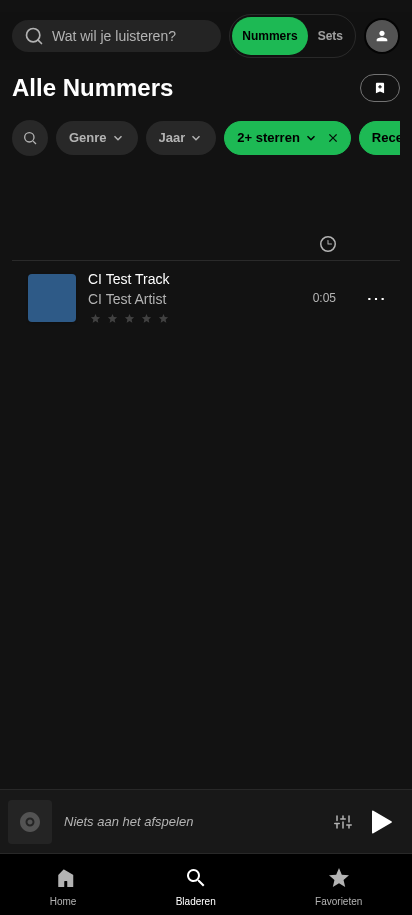 Wat wil je luisteren?
Nummers
Sets
Alle Nummers
Genre
Jaar
2+ sterren
Rece
CI Test Track
CI Test Artist
0:05
Niets aan het afspelen
Home
Bladeren
Favorieten